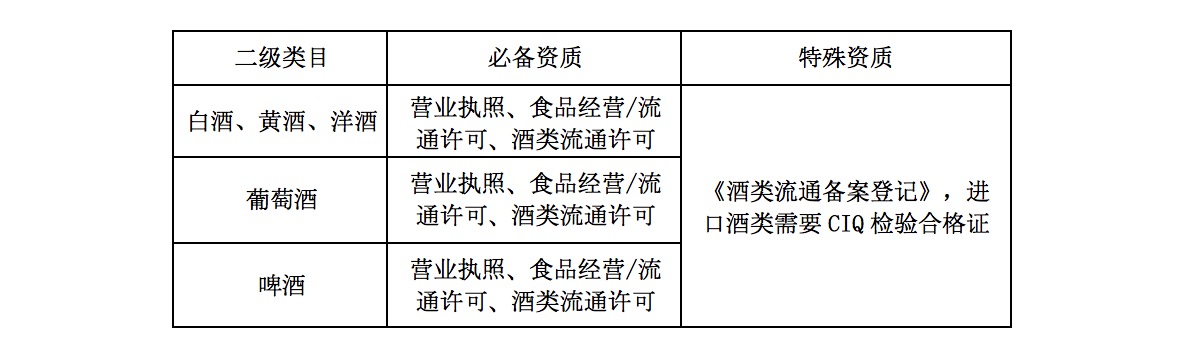 二级类目
必备资质
特殊资质
白酒、黄酒、洋酒
营业执照、食品经营/流
通许可、酒类流通许可
葡萄酒
营业执照、食品经营/流
通许可、酒类流通许可
啤酒
营业执照、食品经营/流
通许可、酒类流通许可
《酒类流通备案登记》，进
口酒类需要 CIQ 检验合格证